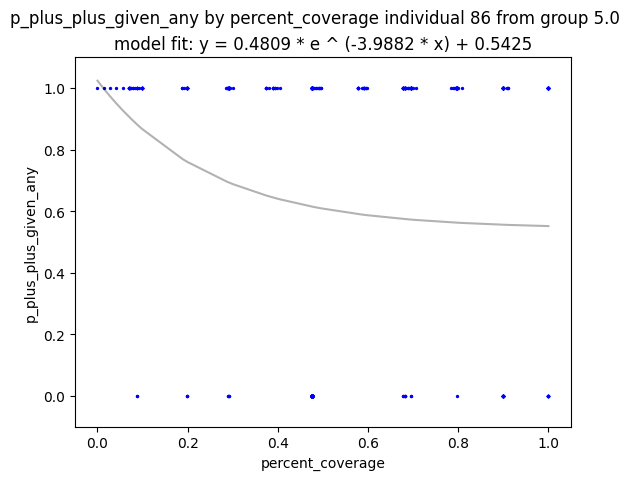 p_plus_plus_given_any by percent_coverage individual 86 from group 5.0
model fit: y = 0.4809 * e ^ (-3.9882 * x) + 0.5425
p_plus_plus_given_any
1.0
0.8
0.6
0.4
0.2
0.0
0.0 0.2 0.4 0.6 0.8 1.0
percent_coverage